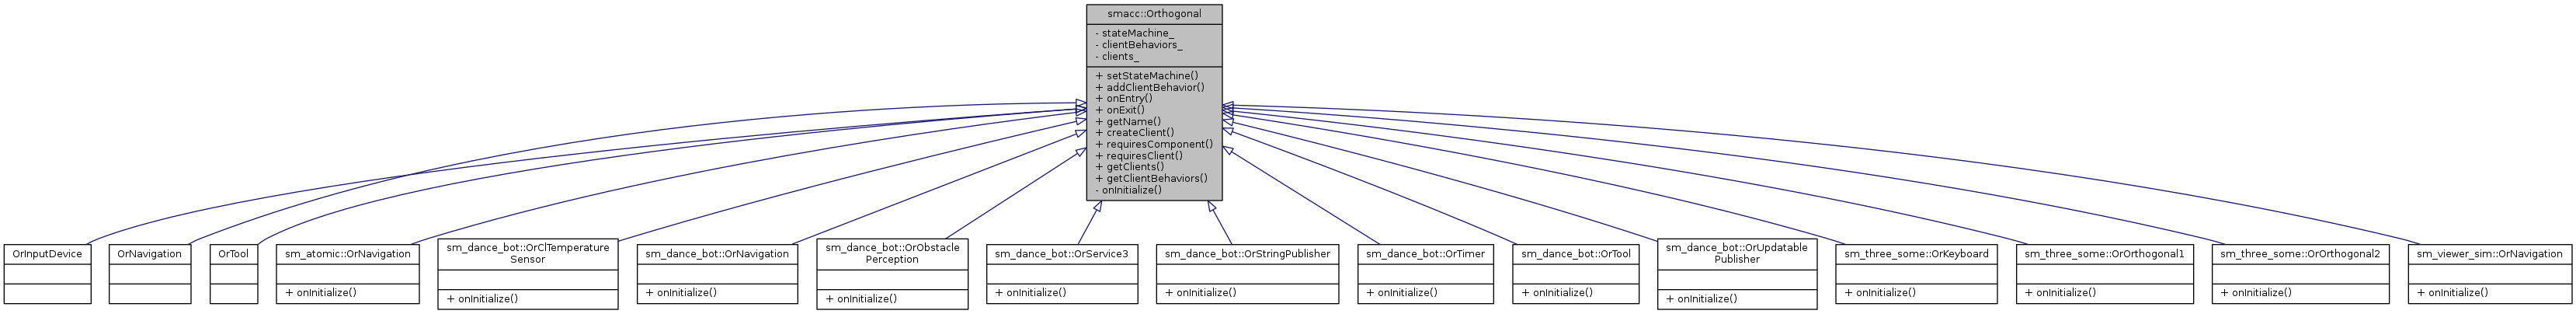 smacc::Orthogonal
- stateMachine_
- clientBehaviors_
- clients_
+ setStateMachine()
+ addClientBehavior()
+ onEntry()
+ onExit()
+ getName()
+ createClient()
+ requiresComponent()
+ requiresClient()
+ getClients()
+ getClientBehaviors()
- onInitialize()
OrInputDevice
OrNavigation
OrTool
sm_atomic::OrNavigation
+ onInitialize()
sm_dance_bot::OrClTemperature
Sensor
+ onInitialize()
sm_dance_bot::OrNavigation
+ onInitialize()
sm_dance_bot::OrObstacle
Perception
+ onInitialize()
sm_dance_bot::OrService3
+ onInitialize()
sm_dance_bot::OrStringPublisher
+ onInitialize()
sm_dance_bot::OrTimer
+ onInitialize()
sm_dance_bot::OrTool
+ onInitialize()
sm_dance_bot::OrUpdatable
Publisher
+ onInitialize()
sm_three_some::OrKeyboard
+ onInitialize()
sm_three_some::OrOrthogonal1
+ onInitialize()
sm_three_some::OrOrthogonal2
+ onInitialize()
sm_viewer_sim::OrNavigation
+ onInitialize()